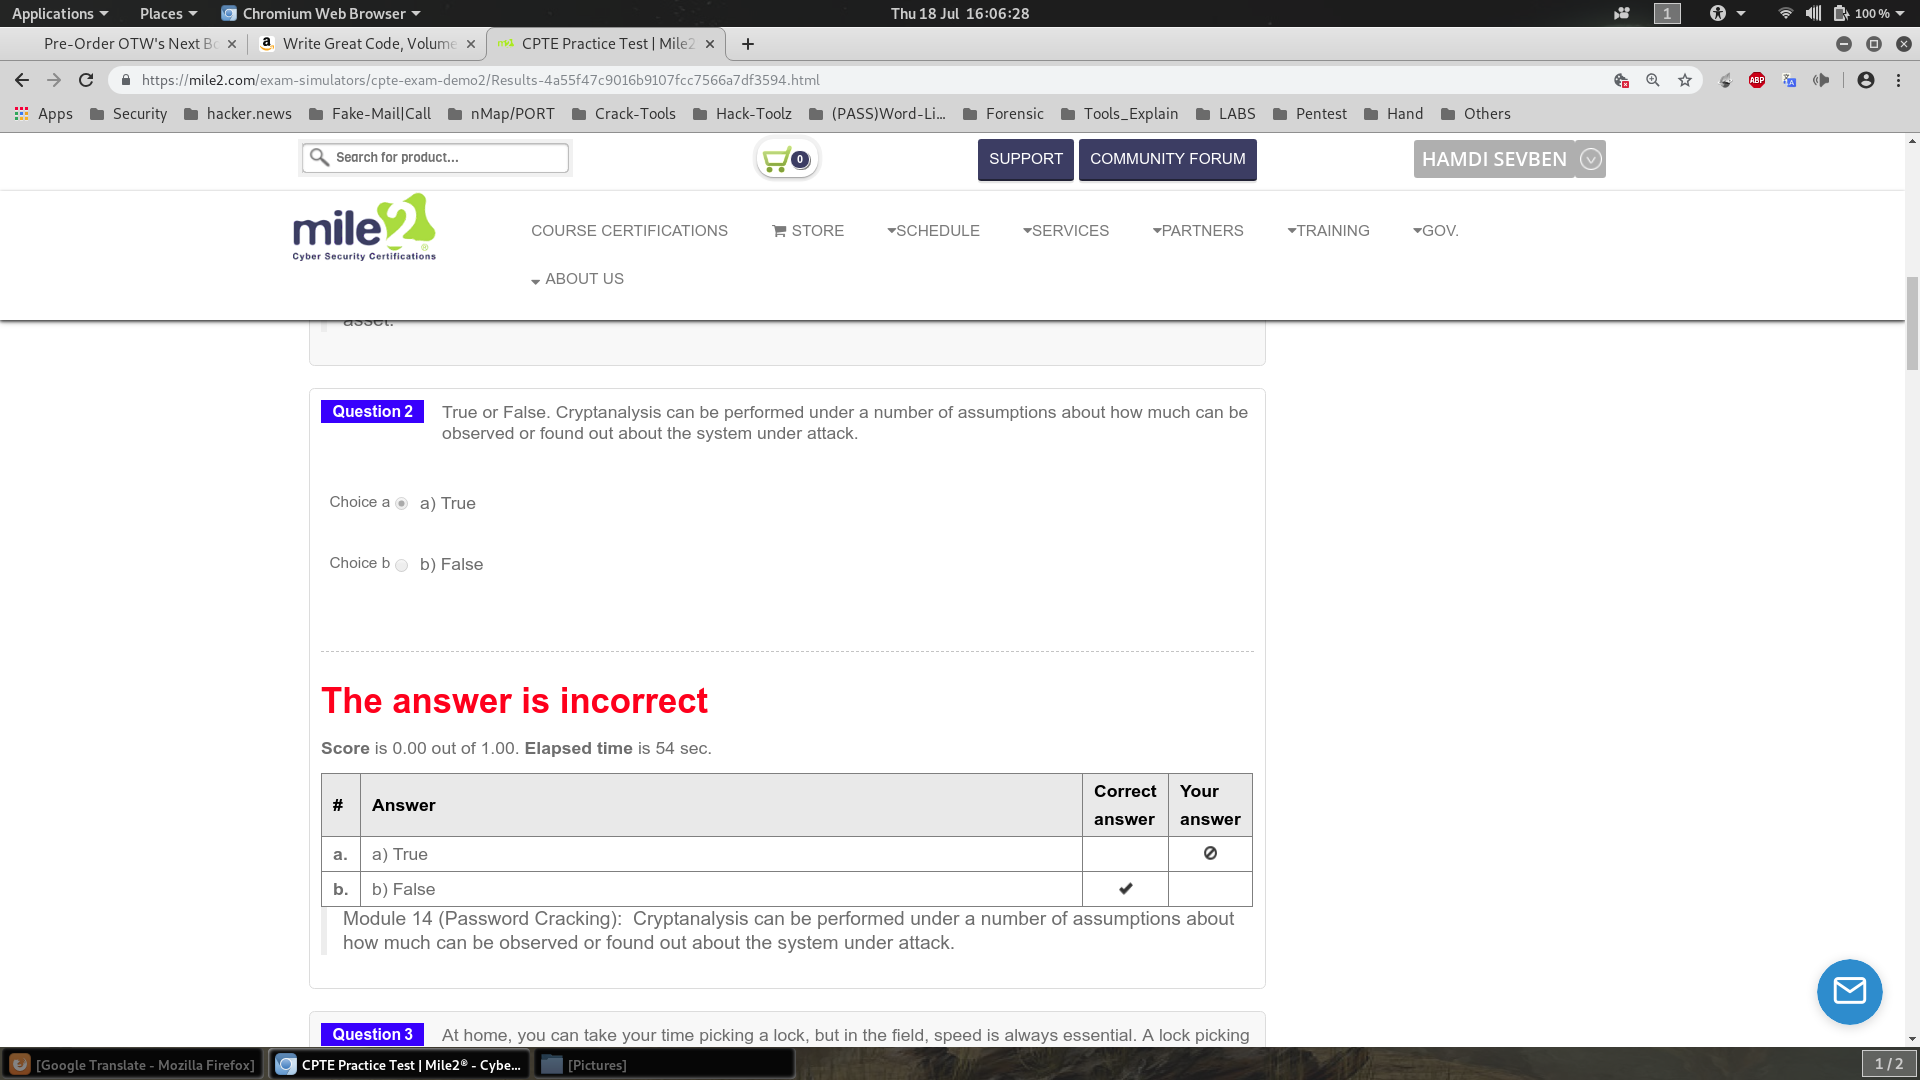 Applications Places Chromium Web Browser Thu 18 Jul 16:06:28 1 100 %
Pre-Order OTW's Next Bo Write Great Code, Volume CPTE Practice Test | Mile2
https://mile2.com/exam-simulators/cpte-exam-demo2/Results-4a55f47c9016b9107fcc7566a7df3594.html ABP
Apps Security hacker.news Fake-Mail|Call nMap/PORT Crack-Tools Hack-Toolz (PASS)Word-Li... Forensic Tools_Explain LABS Pentest Hand Others
Search for product... 0 SUPPORT COMMUNITY FORUM HAMDI SEVBEN
mile2®
Cyber Security Certifications
COURSE CERTIFICATIONS STORE SCHEDULE SERVICES PARTNERS TRAINING GOV.
ABOUT US
asset.
Question 2 True or False. Cryptanalysis can be performed under a number of assumptions about how much can be
observed or found out about the system under attack.
Choice a a) True
Choice b b) False
The answer is incorrect
Score is 0.00 out of 1.00. Elapsed time is 54 sec.
# Answer Correct answer Your answer
a. a) True
b. b) False
Module 14 (Password Cracking): Cryptanalysis can be performed under a number of assumptions about
how much can be observed or found out about the system under attack.
Question 3 At home, you can take your time picking a lock, but in the field, speed is always essential. A lock picking
[Google Translate - Mozilla Firefox] CPTE Practice Test | Mile2® - Cybe... [Pictures] 1 / 2